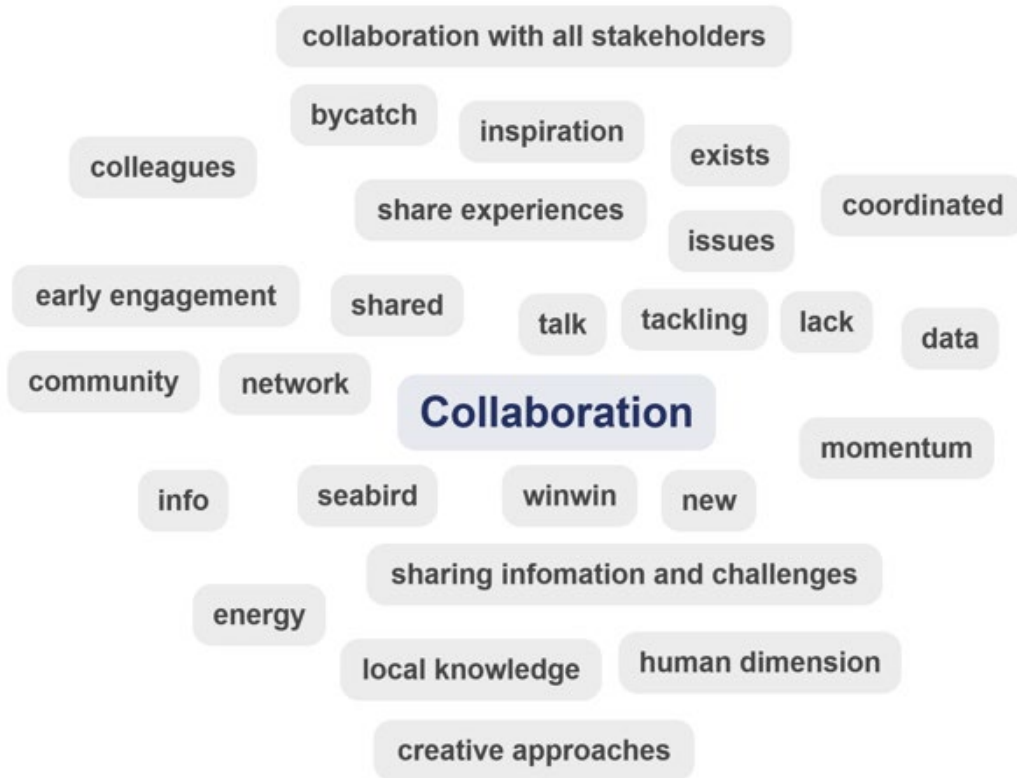 collaboration with all stakeholders
bycatch
inspiration
exists
colleagues
share experiences
coordinated
issues
early engagement
shared
talk
tackling
lack
data
community
network
Collaboration
momentum
info
seabird
winwin
new
sharing infomation and challenges
energy
local knowledge
human dimension
creative approaches